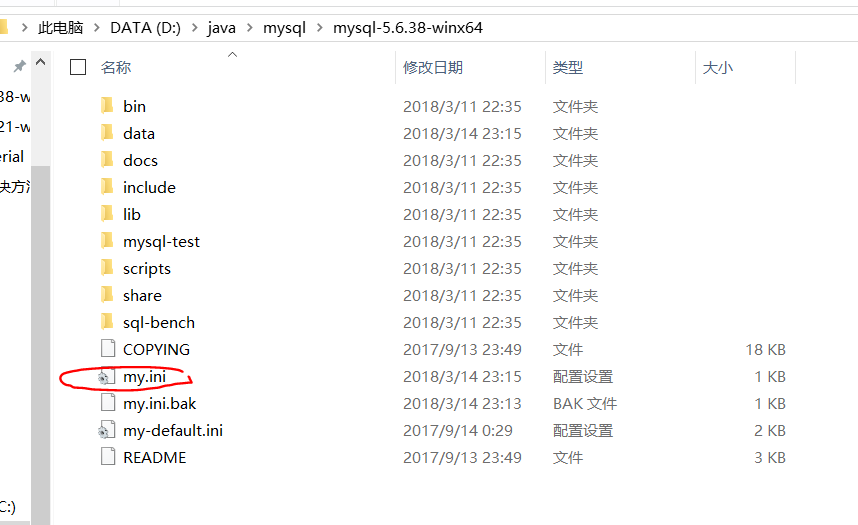 此电脑 > DATA (D:) > java > mysql > mysql-5.6.38-winx64
名称 修改日期 类型 大小
bin 2018/3/11 22:35 文件夹
38-w
data 2018/3/14 23:15 文件夹
21-w
docs 2018/3/11 22:35 文件夹
erial
include 2018/3/11 22:35 文件夹
决方
lib 2018/3/11 22:35 文件夹
mysql-test 2018/3/11 22:35 文件夹
scripts 2018/3/11 22:35 文件夹
share 2018/3/11 22:35 文件夹
sql-bench 2018/3/11 22:35 文件夹
COPYING 2017/9/13 23:49 文件 18 KB
my.ini 2018/3/14 23:15 配置设置 1 KB
my.ini.bak 2018/3/14 23:13 BAK 文件 1 KB
my-default.ini 2017/9/14 0:29 配置设置 2 KB
README 2017/9/13 23:49 文件 3 KB
C:)